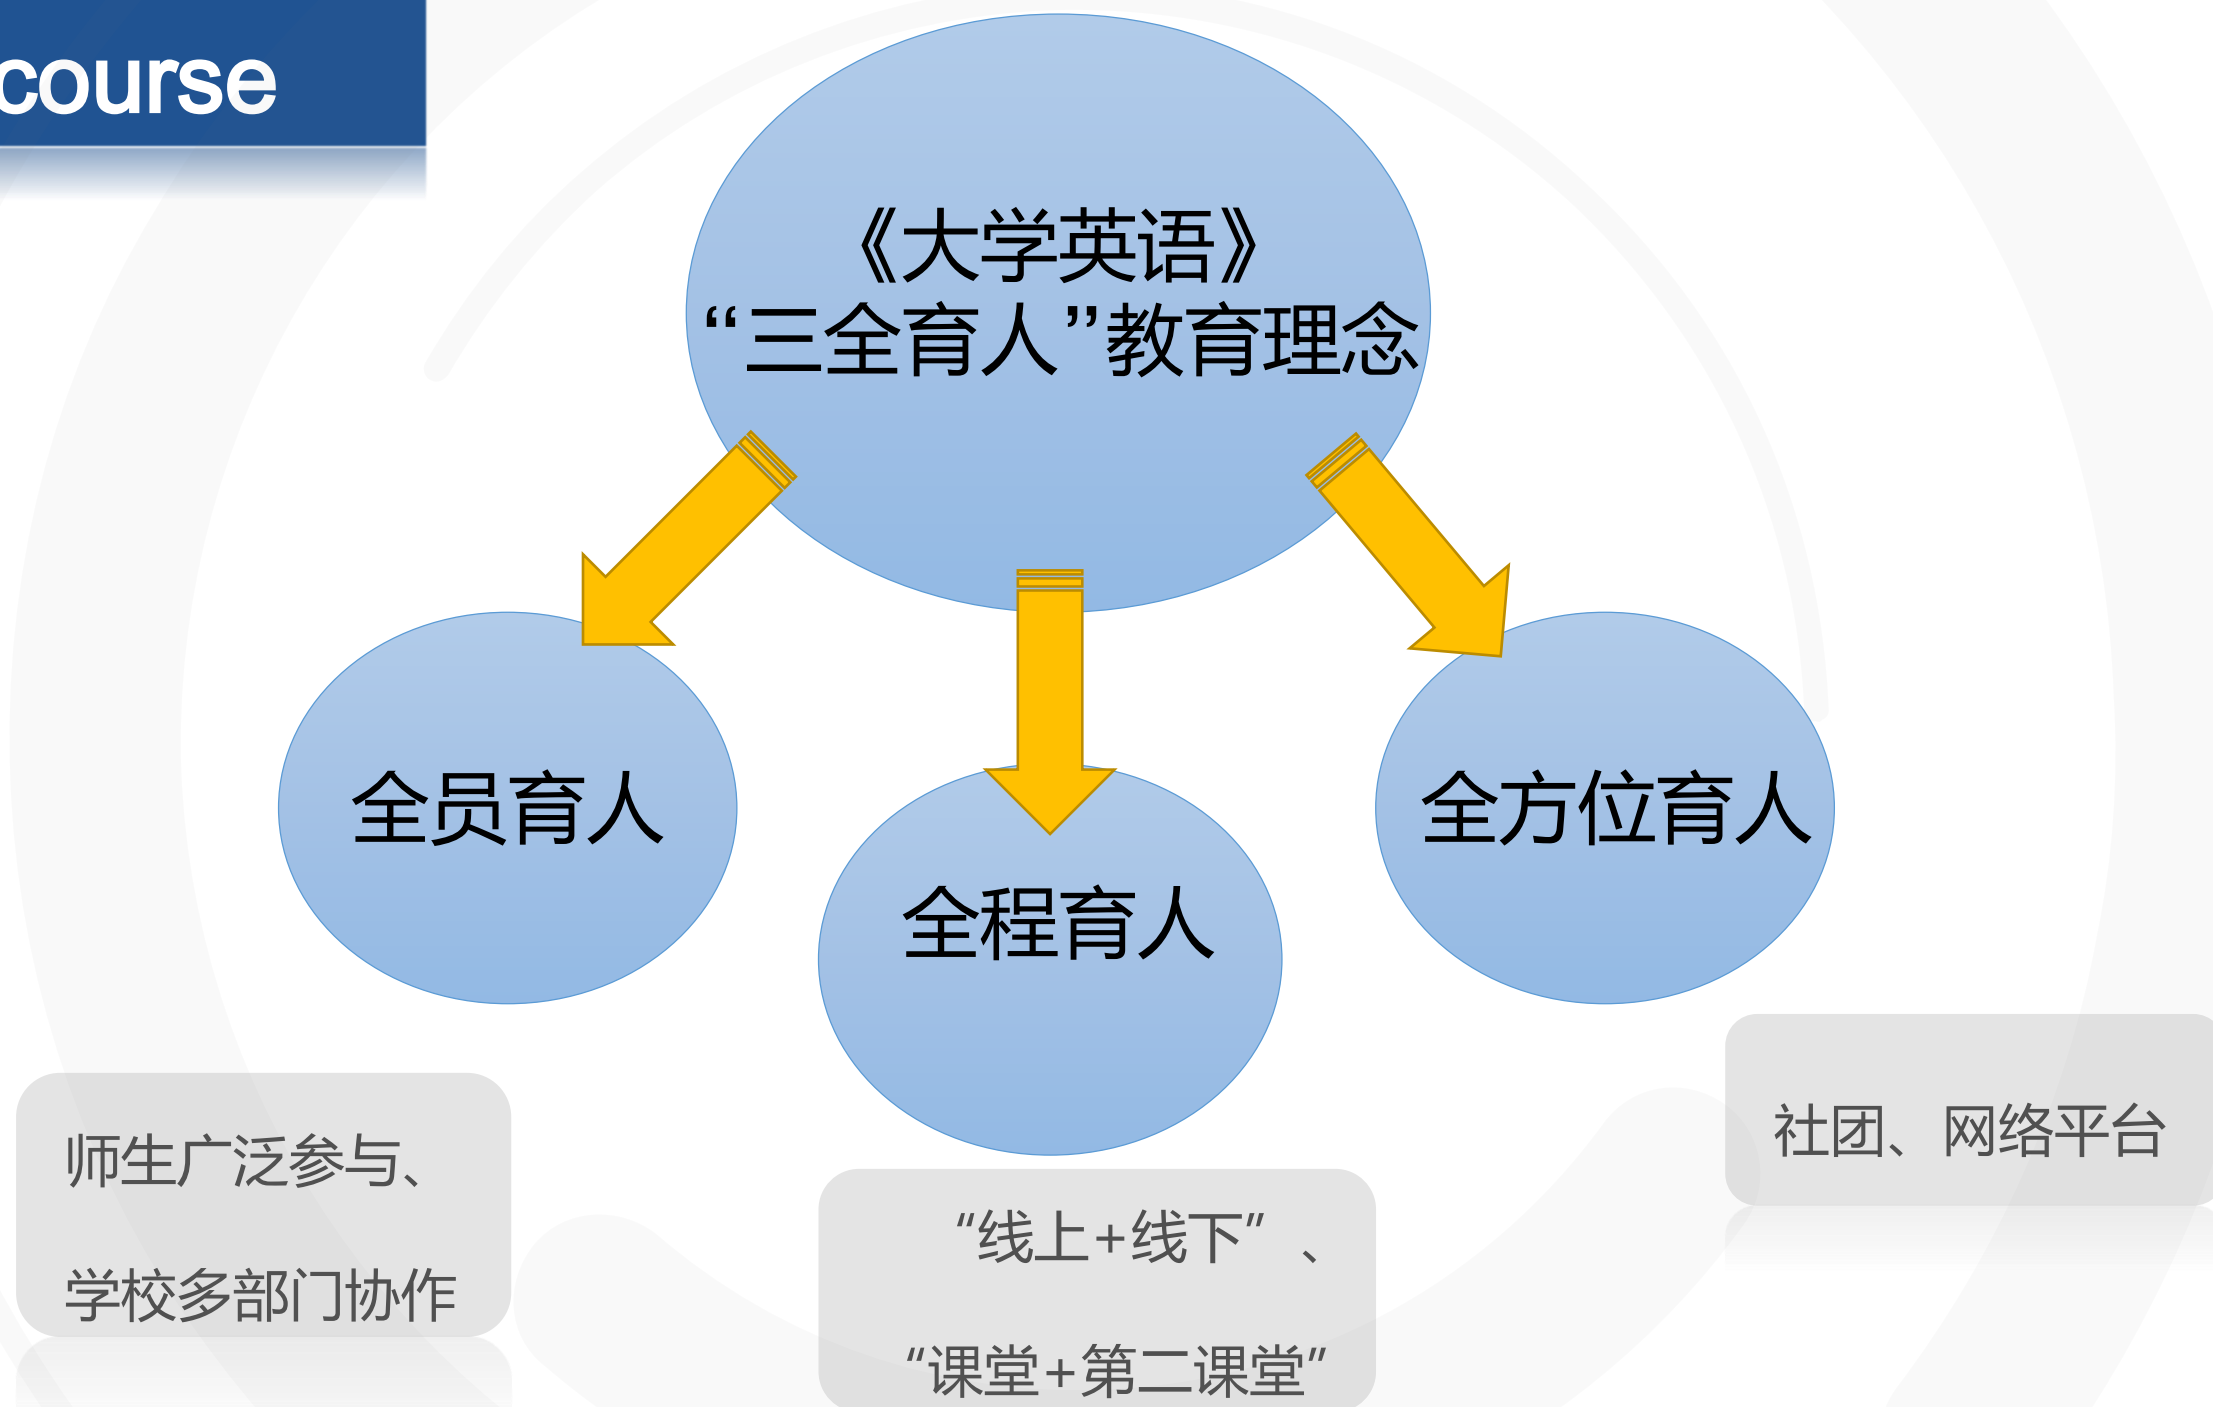 course
《大学英语》
“三全育人”教育理念
全员育人
全程育人
全方位育人
师生广泛参与、
学校多部门协作
“线上+线下”、
“课堂+第二课堂”
社团、网络平台